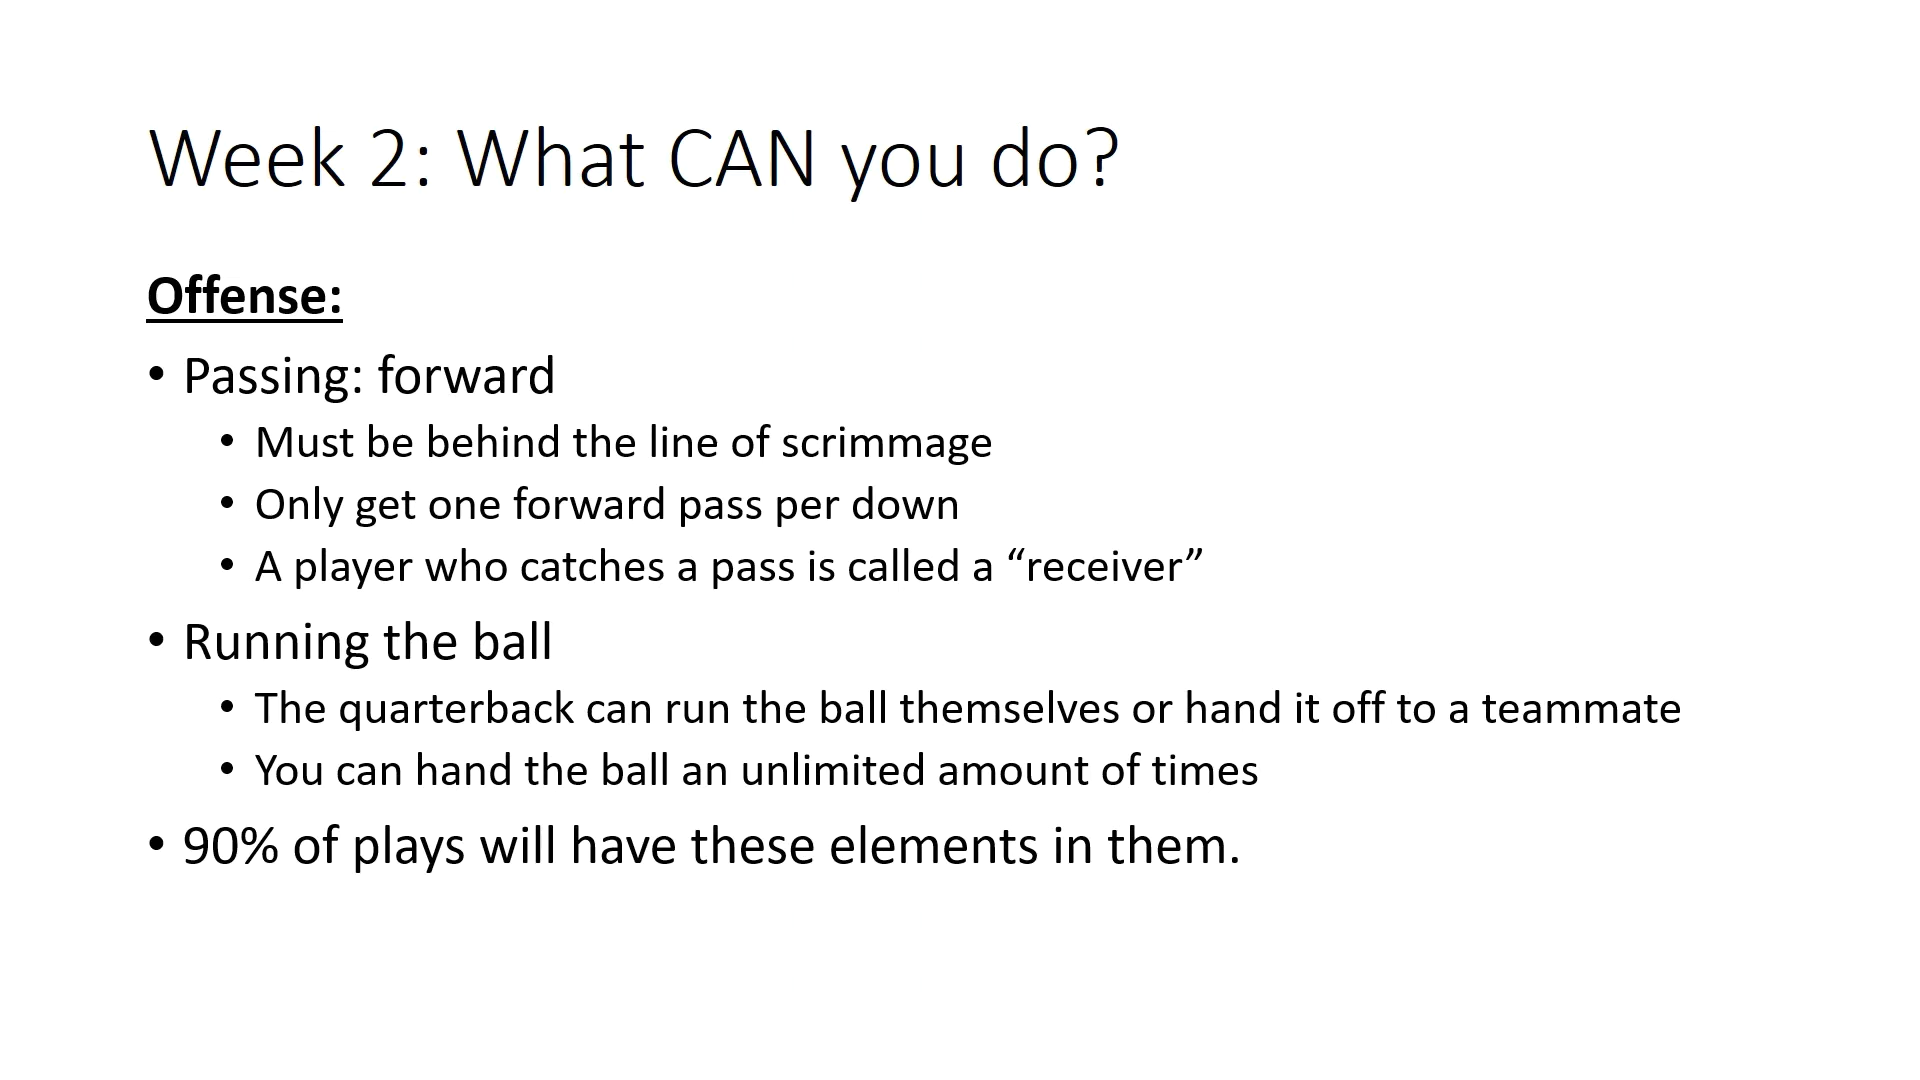 Week 2: What CAN you do?
Offense:
• Passing: forward
• Must be behind the line of scrimmage
• Only get one forward pass per down
• A player who catches a pass is called a “receiver”
• Running the ball
• The quarterback can run the ball themselves or hand it off to a teammate
• You can hand the ball an unlimited amount of times
• 90% of plays will have these elements in them.